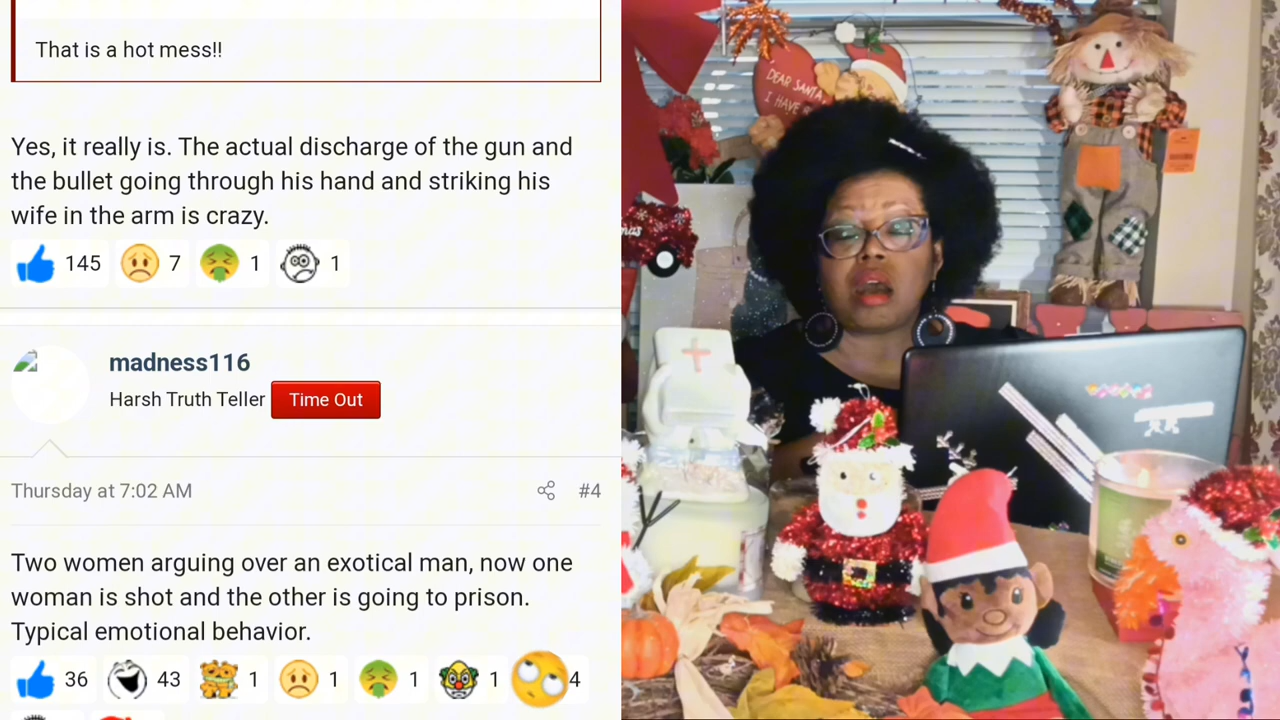 That is a hot mess!!
Yes, it really is. The actual discharge of the gun and
the bullet going through his hand and striking his
wife in the arm is crazy.
145 7 1 1
madness116
Harsh Truth Teller Time Out
Thursday at 7:02 AM #4
Two women arguing over an exotical man, now one
woman is shot and the other is going to prison.
Typical emotional behavior.
36 43 1 1 1 1 4
DEAR SANTA
I HAVE